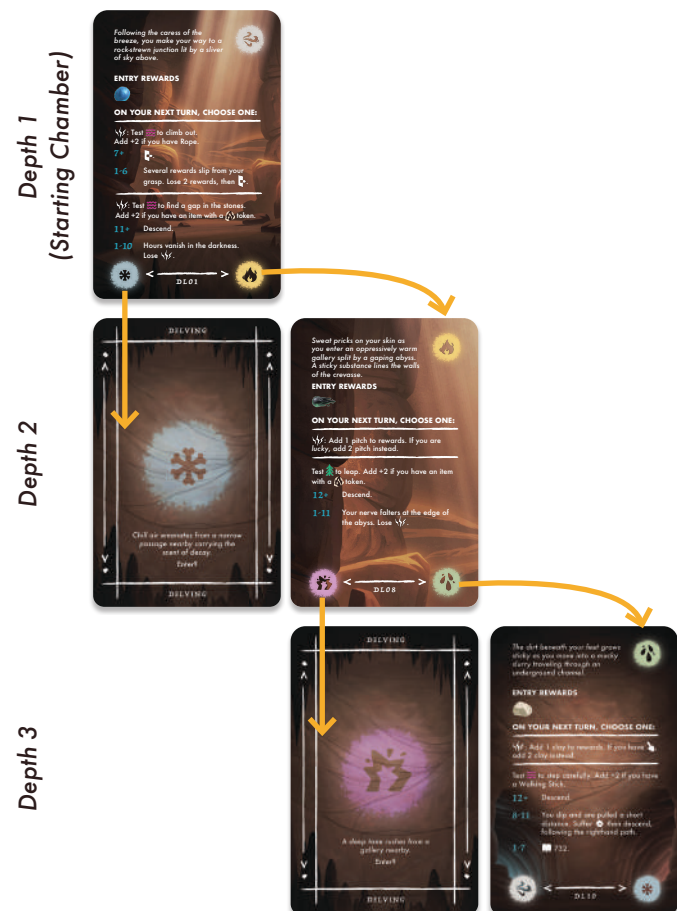 Depth 1
(Starting Chamber)
Following the caress of the
breeze, you make your way to a
rock-strewn junction lit by a sliver
of sky above.
ENTRY REWARDS
ON YOUR NEXT TURN, CHOOSE ONE:
: Test to climb out.
Add +2 if you have Rope.
7+ .
1-6 Several rewards slip from your
grasp. Lose 2 rewards, then .
: Test to find a gap in the stones.
Add +2 if you have an item with a token.
11+ Descend.
1-10 Hours vanish in the darkness.
Lose .
DL01
Depth 2
DELVING
Chill air emanates from a narrow
passage nearby carrying the
scent of decay.
Enter?
DELVING
Sweat pricks on your skin as
you enter an oppressively warm
gallery split by a gaping abyss.
A sticky substance lines the walls
of the crevasse.
ENTRY REWARDS
ON YOUR NEXT TURN, CHOOSE ONE:
: Add 1 pitch to rewards. If you are
lucky, add 2 pitch instead.
Test to leap. Add +2 if you have an item
with a token.
12+ Descend.
1-11 Your nerve falters at the edge of
the abyss. Lose .
DL08
Depth 3
DELVING
A deep tone rushes from a
gallery nearby.
Enter?
DELVING
The dirt beneath your feet grows
sticky as you move into a mucky
slurry traveling through an
underground channel.
ENTRY REWARDS
ON YOUR NEXT TURN, CHOOSE ONE:
: Add 1 clay to rewards. If you have ,
add 2 clay instead.
Test to step carefully. Add +2 if you have
a Walking Stick.
12+ Descend.
8-11 You slip and are pulled a short
distance. Suffer then descend,
following the righthand path.
1-7 732.
DL10